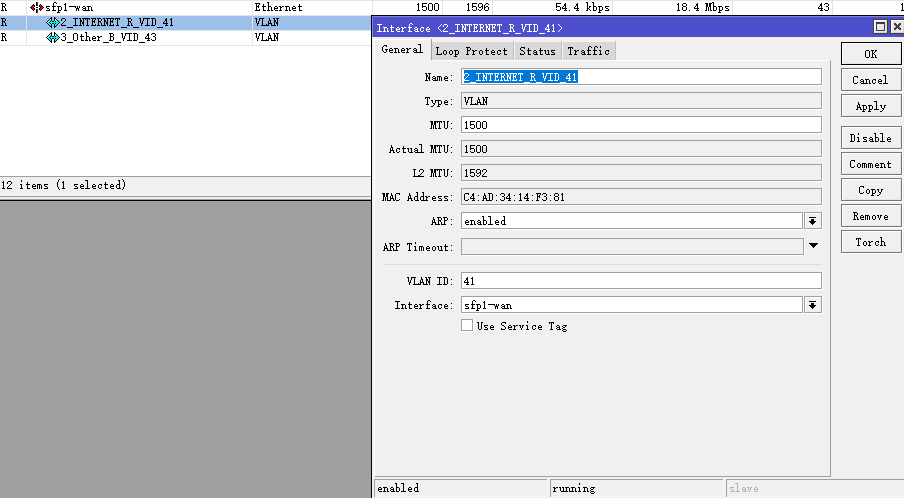 R sfp1-wan Ethernet 1500 1596 54.4 kbps 18.4 Mbps 43 1
R 2_INTERNET_R_VID_41 VLAN
R 3_Other_B_VID_43 VLAN
12 items (1 selected)
Interface <2_INTERNET_R_VID_41>
General Loop Protect Status Traffic
Name: 2_INTERNET_R_VID_41
Type: VLAN
MTU: 1500
Actual MTU: 1500
L2 MTU: 1592
MAC Address: C4:AD:34:14:F3:81
ARP: enabled
ARP Timeout:
VLAN ID: 41
Interface: sfp1-wan
Use Service Tag
OK
Cancel
Apply
Disable
Comment
Copy
Remove
Torch
enabled running slave